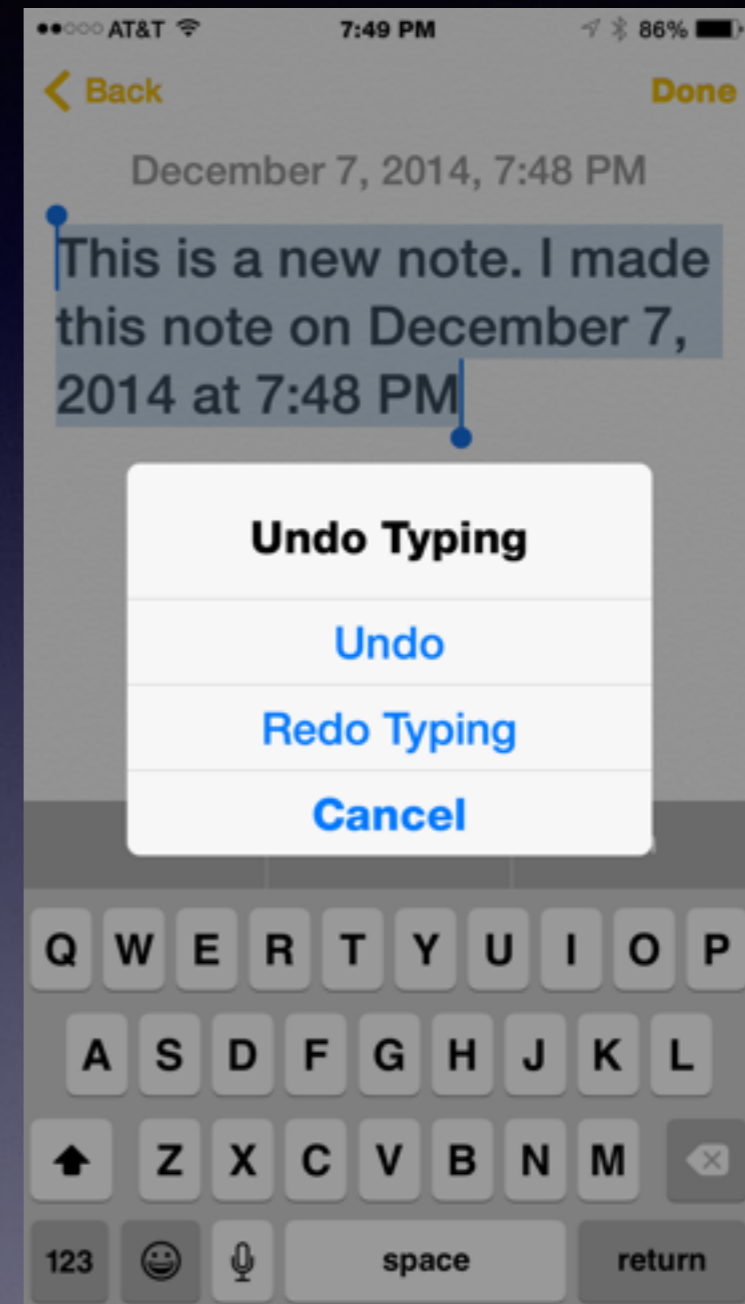 AT&T 7:49 PM 86%
Back Done
December 7, 2014, 7:48 PM
This is a new note. I made
this note on December 7,
2014 at 7:48 PM
Undo Typing
Undo
Redo Typing
Cancel
Q W E R T Y U I O P
A S D F G H J K L
Z X C V B N M
123 space return